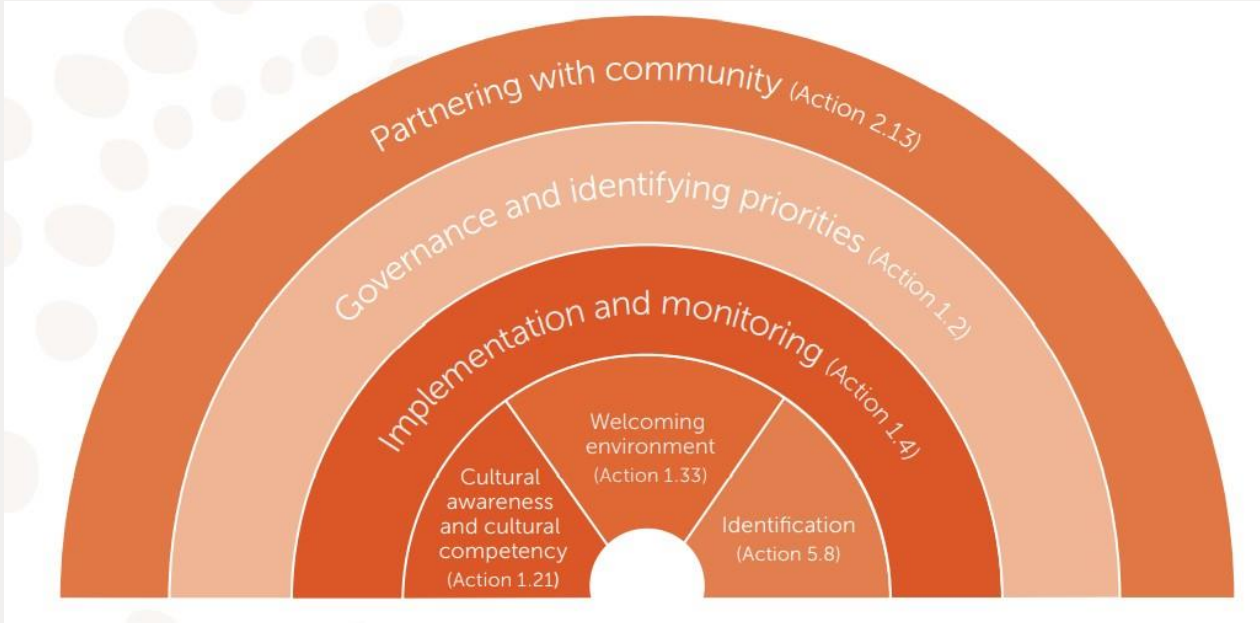 Partnering with community (Action 2.13)
Governance and identifying priorities (Action 1.2)
Implementation and monitoring (Action 1.4)
Cultural
awareness
and cultural
competency
(Action 1.21)
Welcoming
environment
(Action 1.33)
Identification
(Action 5.8)